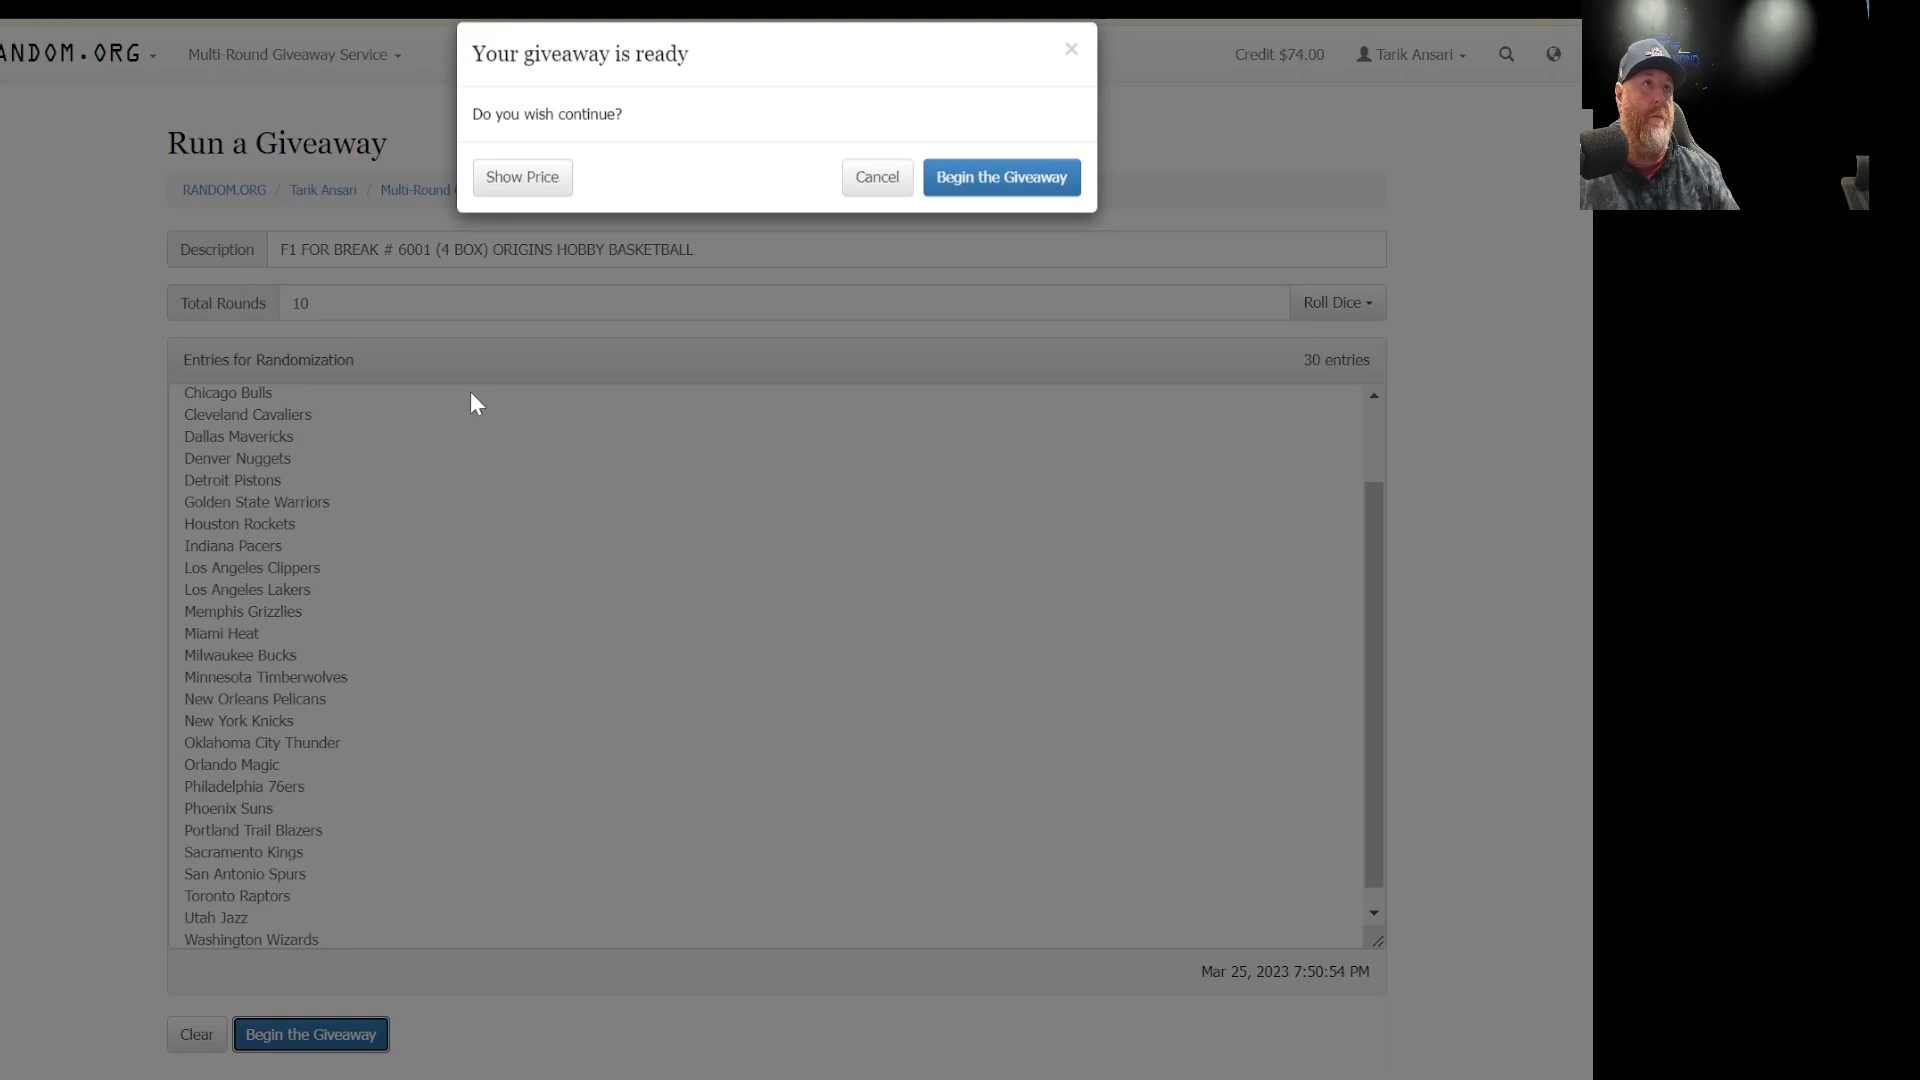 ANDOM.ORG
Multi-Round Giveaway Service
Credit $74.00
Tarik Ansari
Your giveaway is ready
×
Do you wish continue?
Show Price
Cancel
Begin the Giveaway
Run a Giveaway
RANDOM.ORG / Tarik Ansari / Multi-Round
Description
F1 FOR BREAK # 6001 (4 BOX) ORIGINS HOBBY BASKETBALL
Total Rounds
10
Roll Dice
Entries for Randomization
30 entries
Chicago Bulls
Cleveland Cavaliers
Dallas Mavericks
Denver Nuggets
Detroit Pistons
Golden State Warriors
Houston Rockets
Indiana Pacers
Los Angeles Clippers
Los Angeles Lakers
Memphis Grizzlies
Miami Heat
Milwaukee Bucks
Minnesota Timberwolves
New Orleans Pelicans
New York Knicks
Oklahoma City Thunder
Orlando Magic
Philadelphia 76ers
Phoenix Suns
Portland Trail Blazers
Sacramento Kings
San Antonio Spurs
Toronto Raptors
Utah Jazz
Washington Wizards
Mar 25, 2023 7:50:54 PM
Clear
Begin the Giveaway